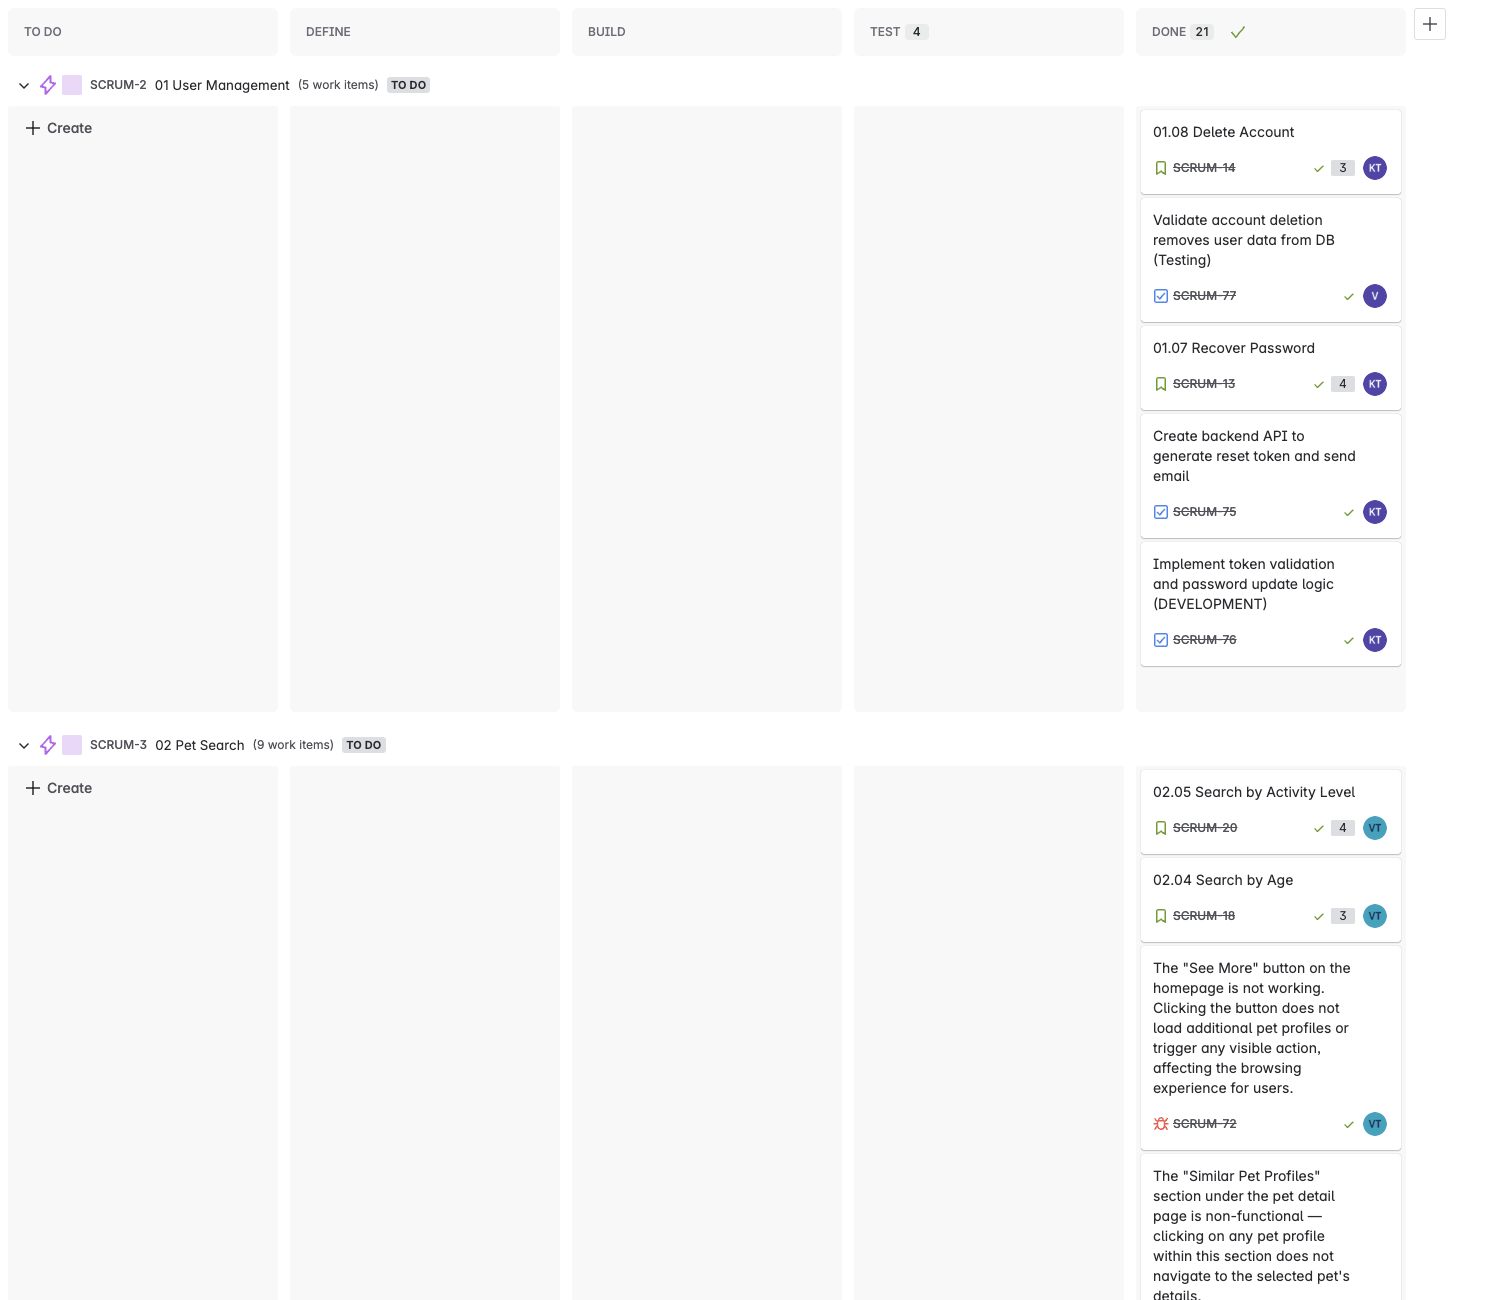 TO DO
DEFINE
BUILD
TEST 4
DONE 21
SCRUM-2 01 User Management (5 work items) TO DO
Create
01.08 Delete Account
SCRUM-14 3 KT
Validate account deletion
removes user data from DB
(Testing)
SCRUM-77 V
01.07 Recover Password
SCRUM-13 4 KT
Create backend API to
generate reset token and send
email
SCRUM-75 KT
Implement token validation
and password update logic
(DEVELOPMENT)
SCRUM-76 KT
SCRUM-3 02 Pet Search (9 work items) TO DO
Create
02.05 Search by Activity Level
SCRUM-20 4 VT
02.04 Search by Age
SCRUM-18 3 VT
The "See More" button on the
homepage is not working.
Clicking the button does not
load additional pet profiles or
trigger any visible action,
affecting the browsing
experience for users.
SCRUM-72 VT
The "Similar Pet Profiles"
section under the pet detail
page is non-functional —
clicking on any pet profile
within this section does not
navigate to the selected pet's
details.